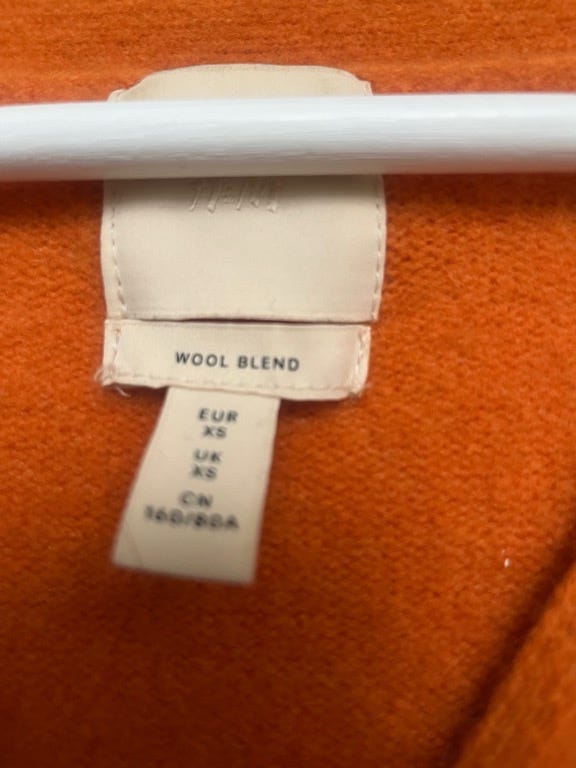 H&M
WOOL BLEND
EUR
XS
UK
XS
CN
160/80A